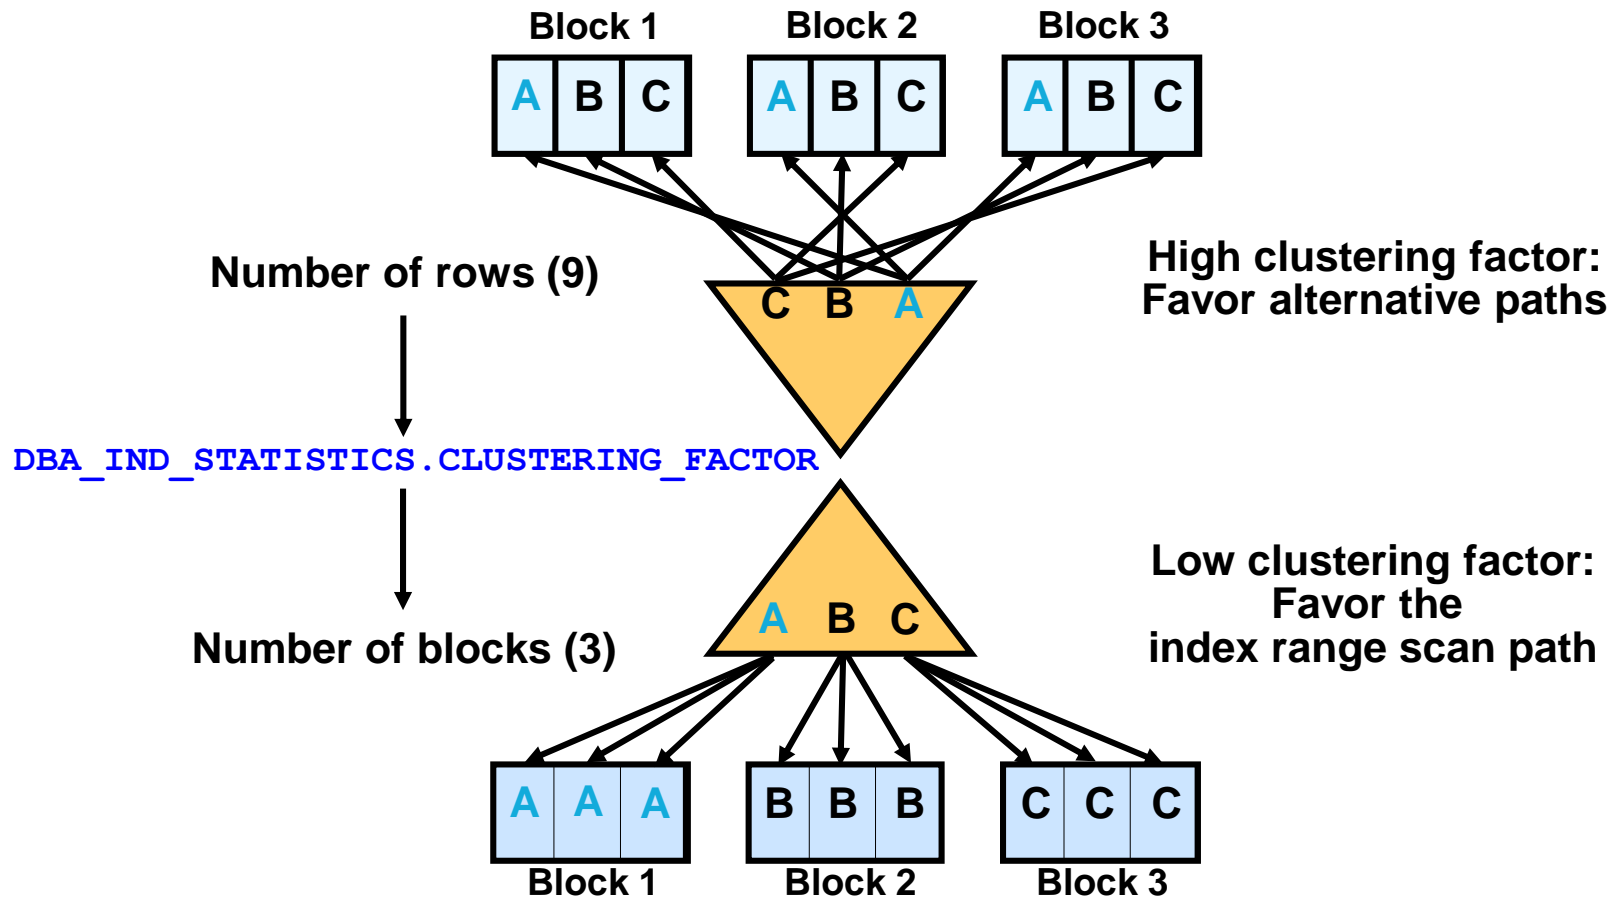 Block 1 Block 2 Block 3
A B C A B C A B C
Number of rows (9)
High clustering factor:
Favor alternative paths
C B A
DBA_IND_STATISTICS.CLUSTERING_FACTOR
Low clustering factor:
Favor the
index range scan path
A B C
Number of blocks (3)
A A A B B B C C C
Block 1 Block 2 Block 3